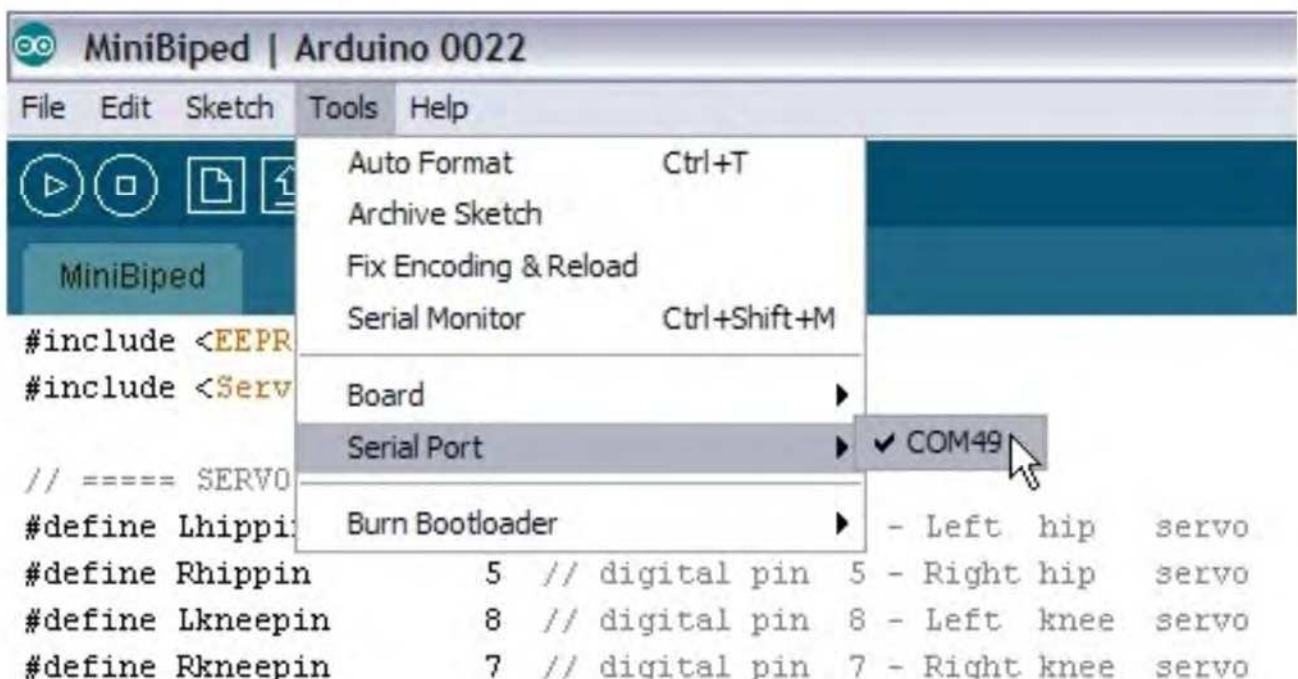 MiniBiped | Arduino 0022
File Edit Sketch Tools Help
Auto Format Ctrl+T
Archive Sketch
Fix Encoding & Reload
MiniBiped
Serial Monitor Ctrl+Shift+M
#include <EEPR
#include <Serv
Board
Serial Port COM49
// ===== SERVO
Burn Bootloader
#define Lhippi - Left hip servo
#define Rhippin 5 // digital pin 5 - Right hip servo
#define Lkneepin 8 // digital pin 8 - Left knee servo
#define Rkneepin 7 // digital pin 7 - Right knee servo